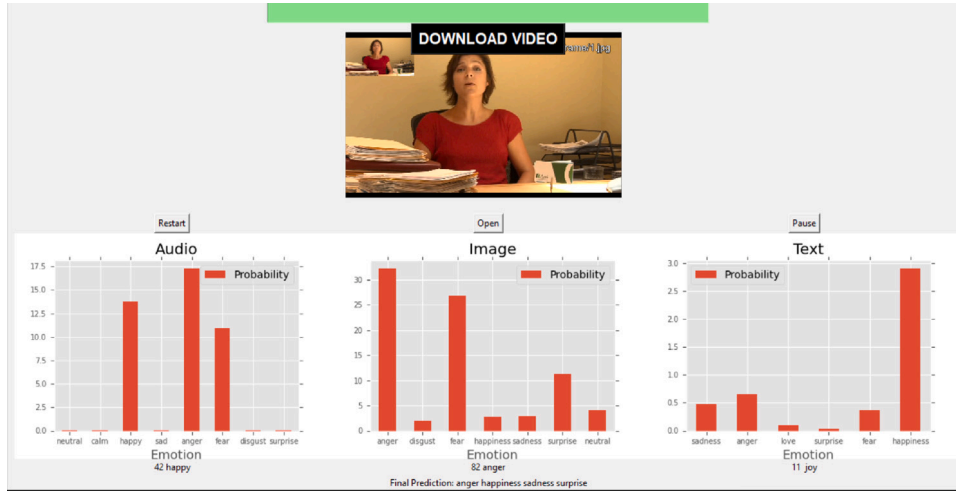 DOWNLOAD VIDEO
Restart
Open
Pause
Audio
Probability
17.5
15.0
12.5
10.0
7.5
5.0
2.5
0.0
neutral calm happy sad anger fear disgust surprise
Emotion
42 happy
Image
Probability
30
25
20
15
10
5
0
anger disgust fear happiness sadness surprise neutral
Emotion
82 anger
Text
Probability
3.0
2.5
2.0
1.5
1.0
0.5
0.0
sadness anger love surprise fear happiness
Emotion
11 joy
Final Prediction: anger happiness sadness surprise